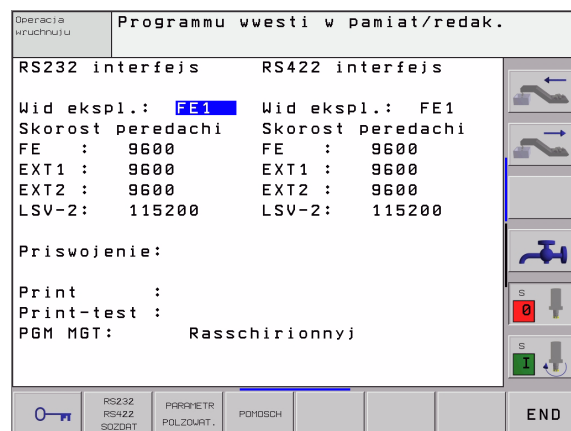 Operacja
wruchnuju
Programmu wwesti w pamiat/redak.
RS232 interfejs RS422 interfejs
Wid ekspl.: FE1 Wid ekspl.: FE1
Skorost peredachi Skorost peredachi
FE : 9600 FE : 9600
EXT1 : 9600 EXT1 : 9600
EXT2 : 9600 EXT2 : 9600
LSV-2: 115200 LSV-2: 115200
Priswojenie:
Print :
Print-test :
PGM MGT: Rasschirionnyj
S
0
S
I
RS232
RS422
SOZDAT
PARAMETR
POLZOWAT.
POMOSCH
END